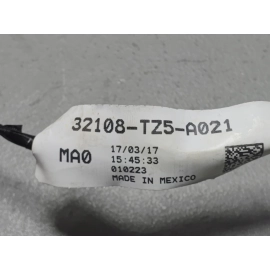 32108-TZ5-A021
MA0 17/03/17
15:45:33
010223
MADE IN MEXICO